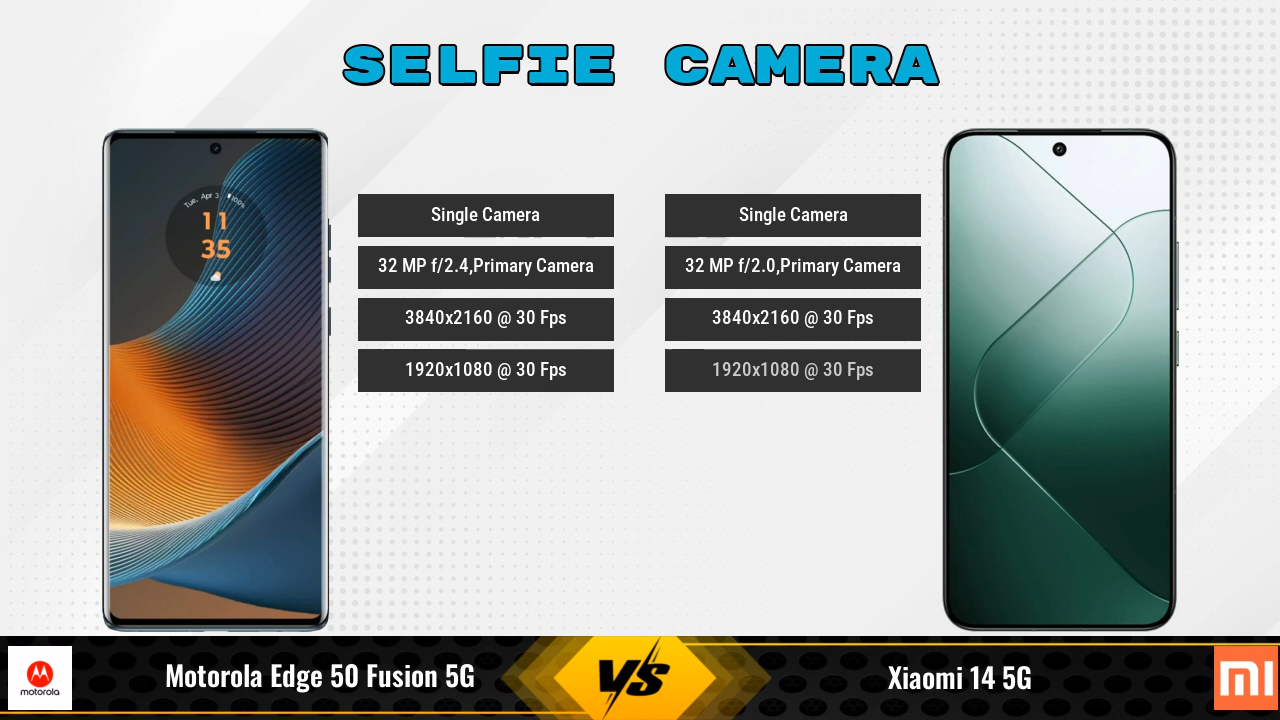 SELFIE CAMERA
Tue, Apr 3 100%
11
35
Single Camera
32 MP f/2.4,Primary Camera
3840x2160 @ 30 Fps
1920x1080 @ 30 Fps
Single Camera
32 MP f/2.0,Primary Camera
3840x2160 @ 30 Fps
1920x1080 @ 30 Fps
motorola
Motorola Edge 50 Fusion 5G
VS
Xiaomi 14 5G
mi